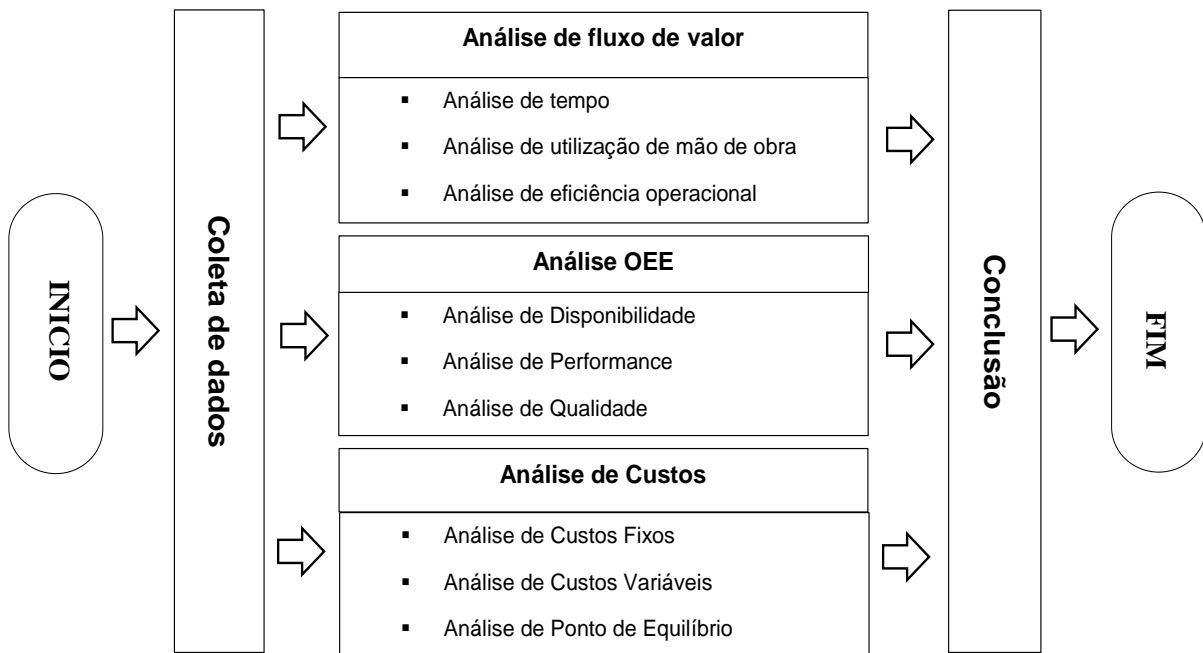 INICIO
Coleta de dados
Análise de fluxo de valor
▪ Análise de tempo
▪ Análise de utilização de mão de obra
▪ Análise de eficiência operacional
Análise OEE
▪ Análise de Disponibilidade
▪ Análise de Performance
▪ Análise de Qualidade
Análise de Custos
▪ Análise de Custos Fixos
▪ Análise de Custos Variáveis
▪ Análise de Ponto de Equilíbrio
Conclusão
FIM